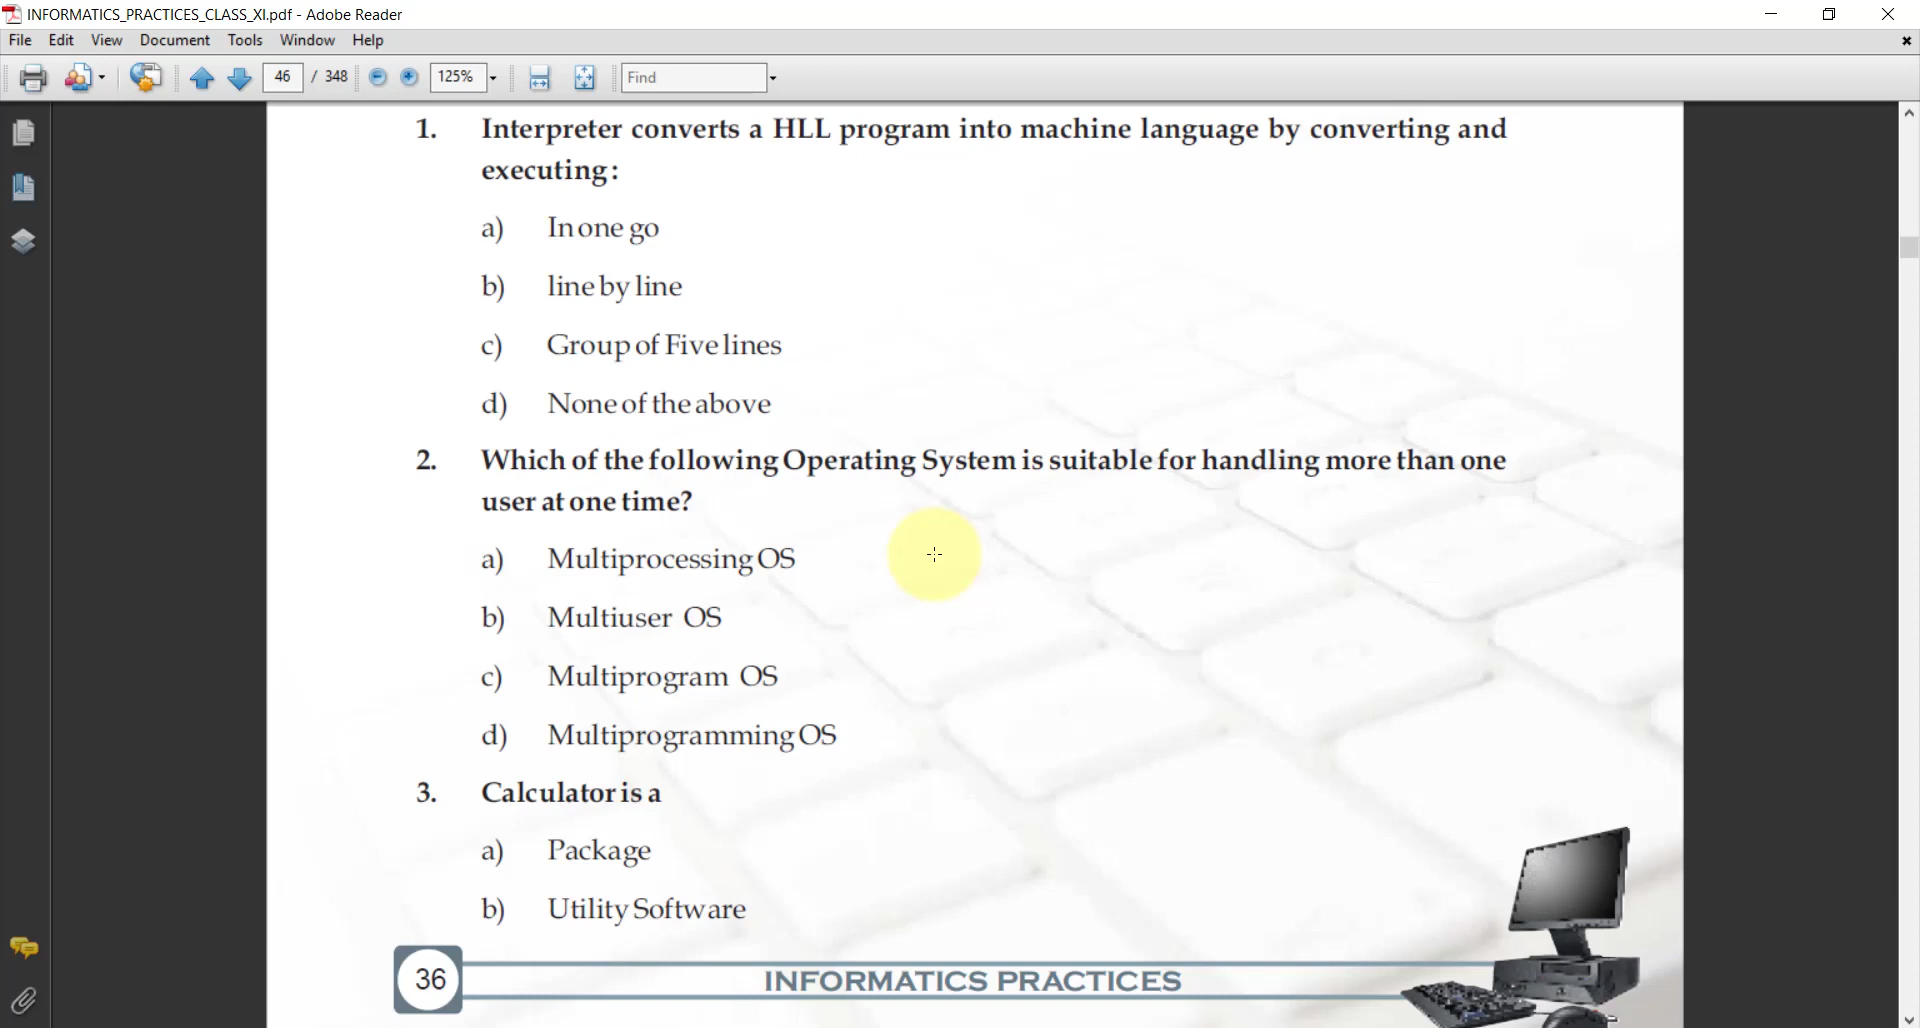 INFORMATICS_PRACTICES_CLASS_XI.pdf - Adobe Reader
File Edit View Document Tools Window Help
46 / 348 125% Find
1. Interpreter converts a HLL program into machine language by converting and
executing:
a) In one go
b) line by line
c) Group of Five lines
d) None of the above
2. Which of the following Operating System is suitable for handling more than one
user at one time?
a) Multiprocessing OS
b) Multiuser OS
c) Multiprogram OS
d) Multiprogramming OS
3. Calculator is a
a) Package
b) Utility Software
36 INFORMATICS PRACTICES